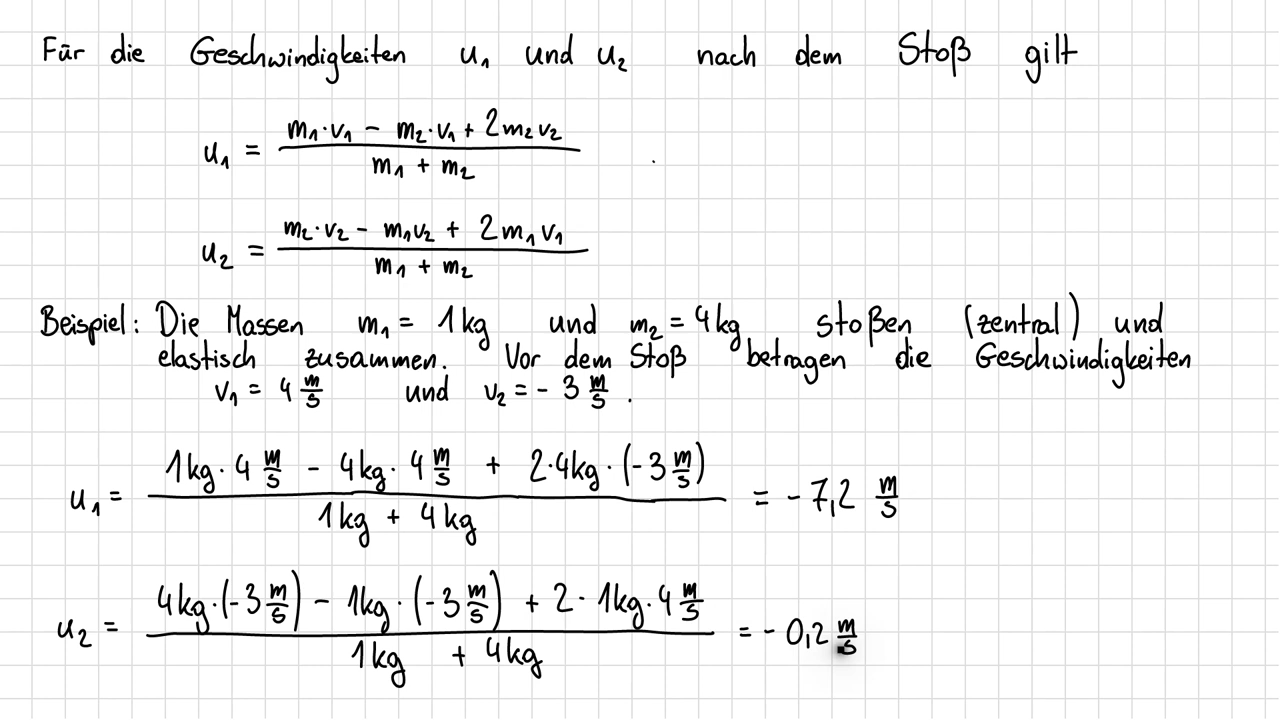 Für die Geschwindigkeiten u₁ und u₂ nach dem Stoß gilt
u₁ = (m₁·v₁ - m₂·v₁ + 2m₂v₂) / (m₁ + m₂)
u₂ = (m₂·v₂ - m₁v₂ + 2m₁v₁) / (m₁ + m₂)
Beispiel: Die Massen m₁ = 1kg und m₂ = 4kg stoßen (zentral) und
elastisch zusammen. Vor dem Stoß betragen die Geschwindigkeiten
v₁ = 4 m/s und v₂ = - 3 m/s .
u₁ = (1kg · 4 m/s - 4kg · 4 m/s + 2·4kg · (-3 m/s)) / (1kg + 4kg) = - 7,2 m/s
u₂ = (4kg·(-3 m/s) - 1kg · (-3 m/s) + 2 · 1kg · 4 m/s) / (1kg + 4kg) = - 0,2 m/s